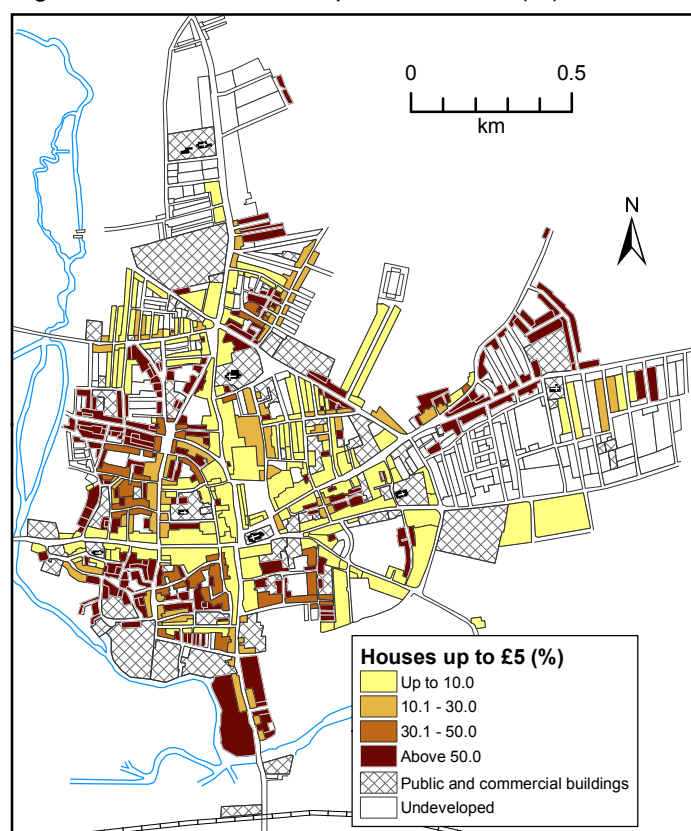 0 0.5
km
N
Houses up to £5 (%)
Up to 10.0
10.1 - 30.0
30.1 - 50.0
Above 50.0
Public and commercial buildings
Undeveloped